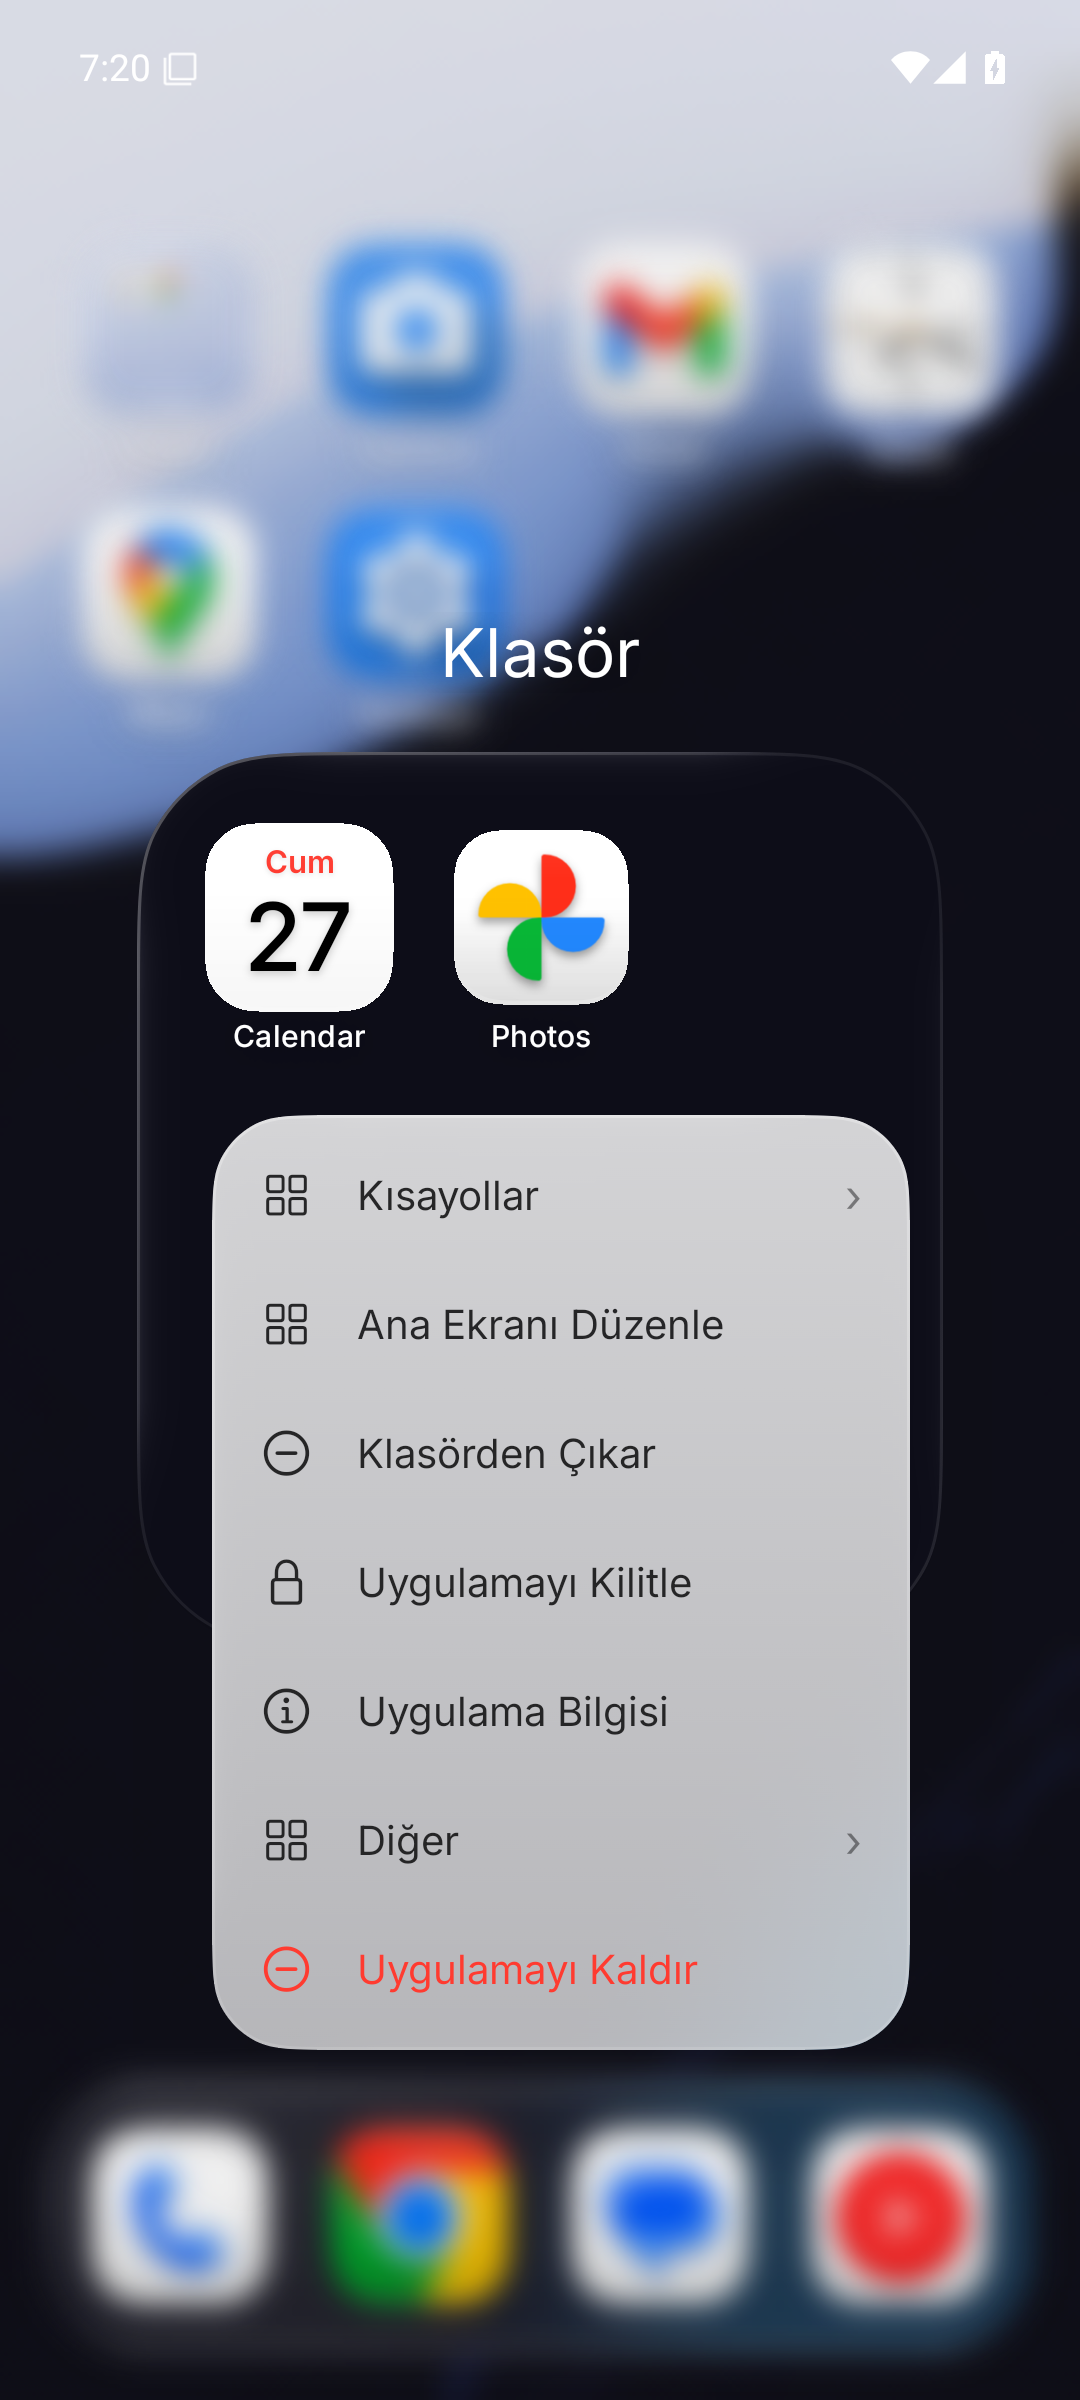 7:20
Klasör
Cum
27
Calendar
Photos
Kısayollar
Ana Ekranı Düzenle
Klasörden Çıkar
Uygulamayı Kilitle
Uygulama Bilgisi
Diğer
Uygulamayı Kaldır